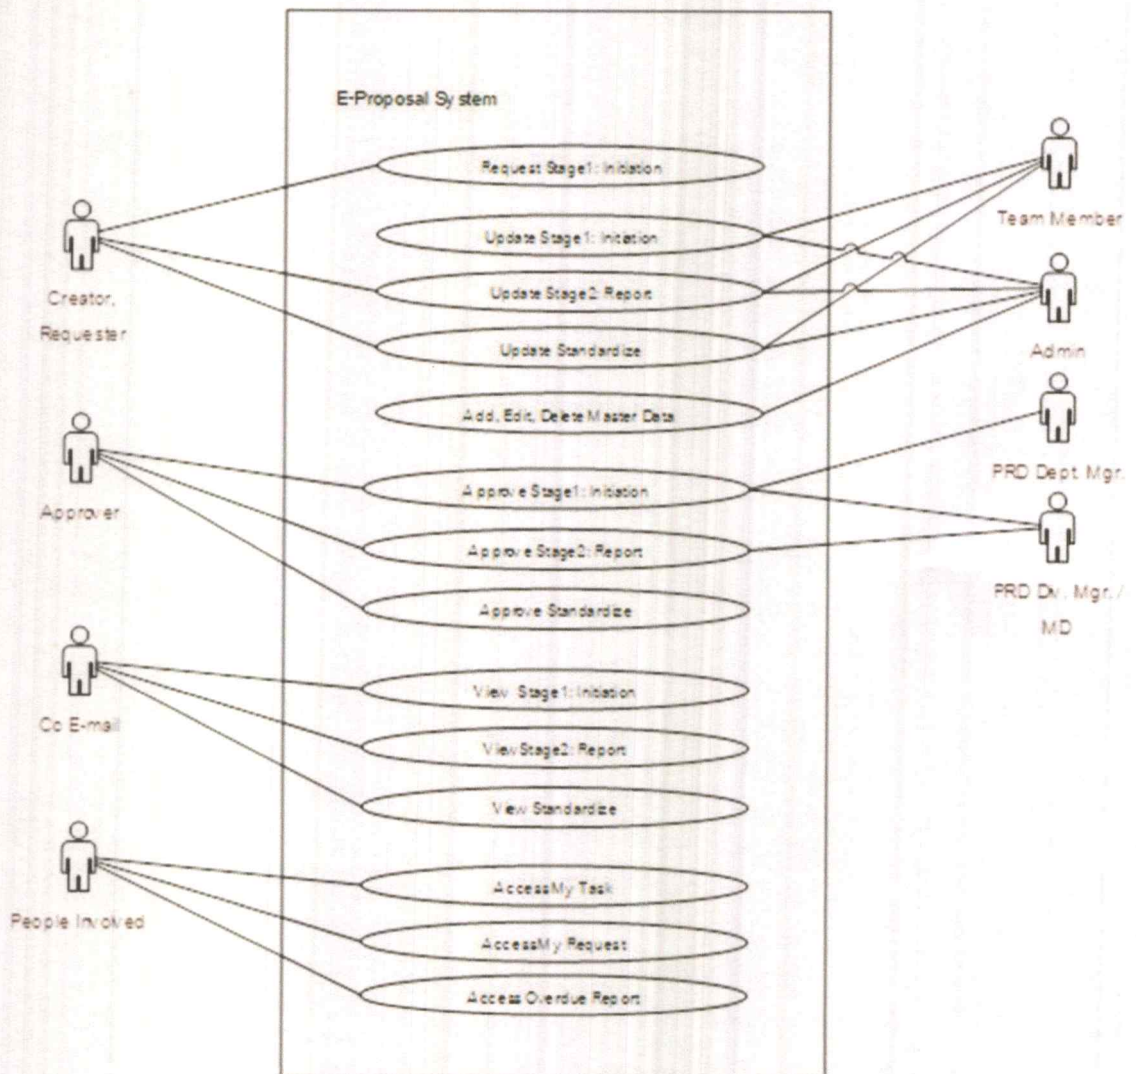 E-Proposal System
Request Stage1: Initiation
Team Member
Update Stage1: Initiation
Creator,
Requester
Update Stage2: Report
Update Standardize
Admin
Add, Edit, Delete Master Data
PRD Dept. Mgr.
Approver
Approve Stage1: Initiation
Approve Stage2: Report
PRD Div. Mgr. /
MD
Approve Standardize
Cc E-mail
View Stage1: Initiation
View Stage2: Report
View Standardize
People Involved
Access My Task
Access My Request
Access Overdue Report